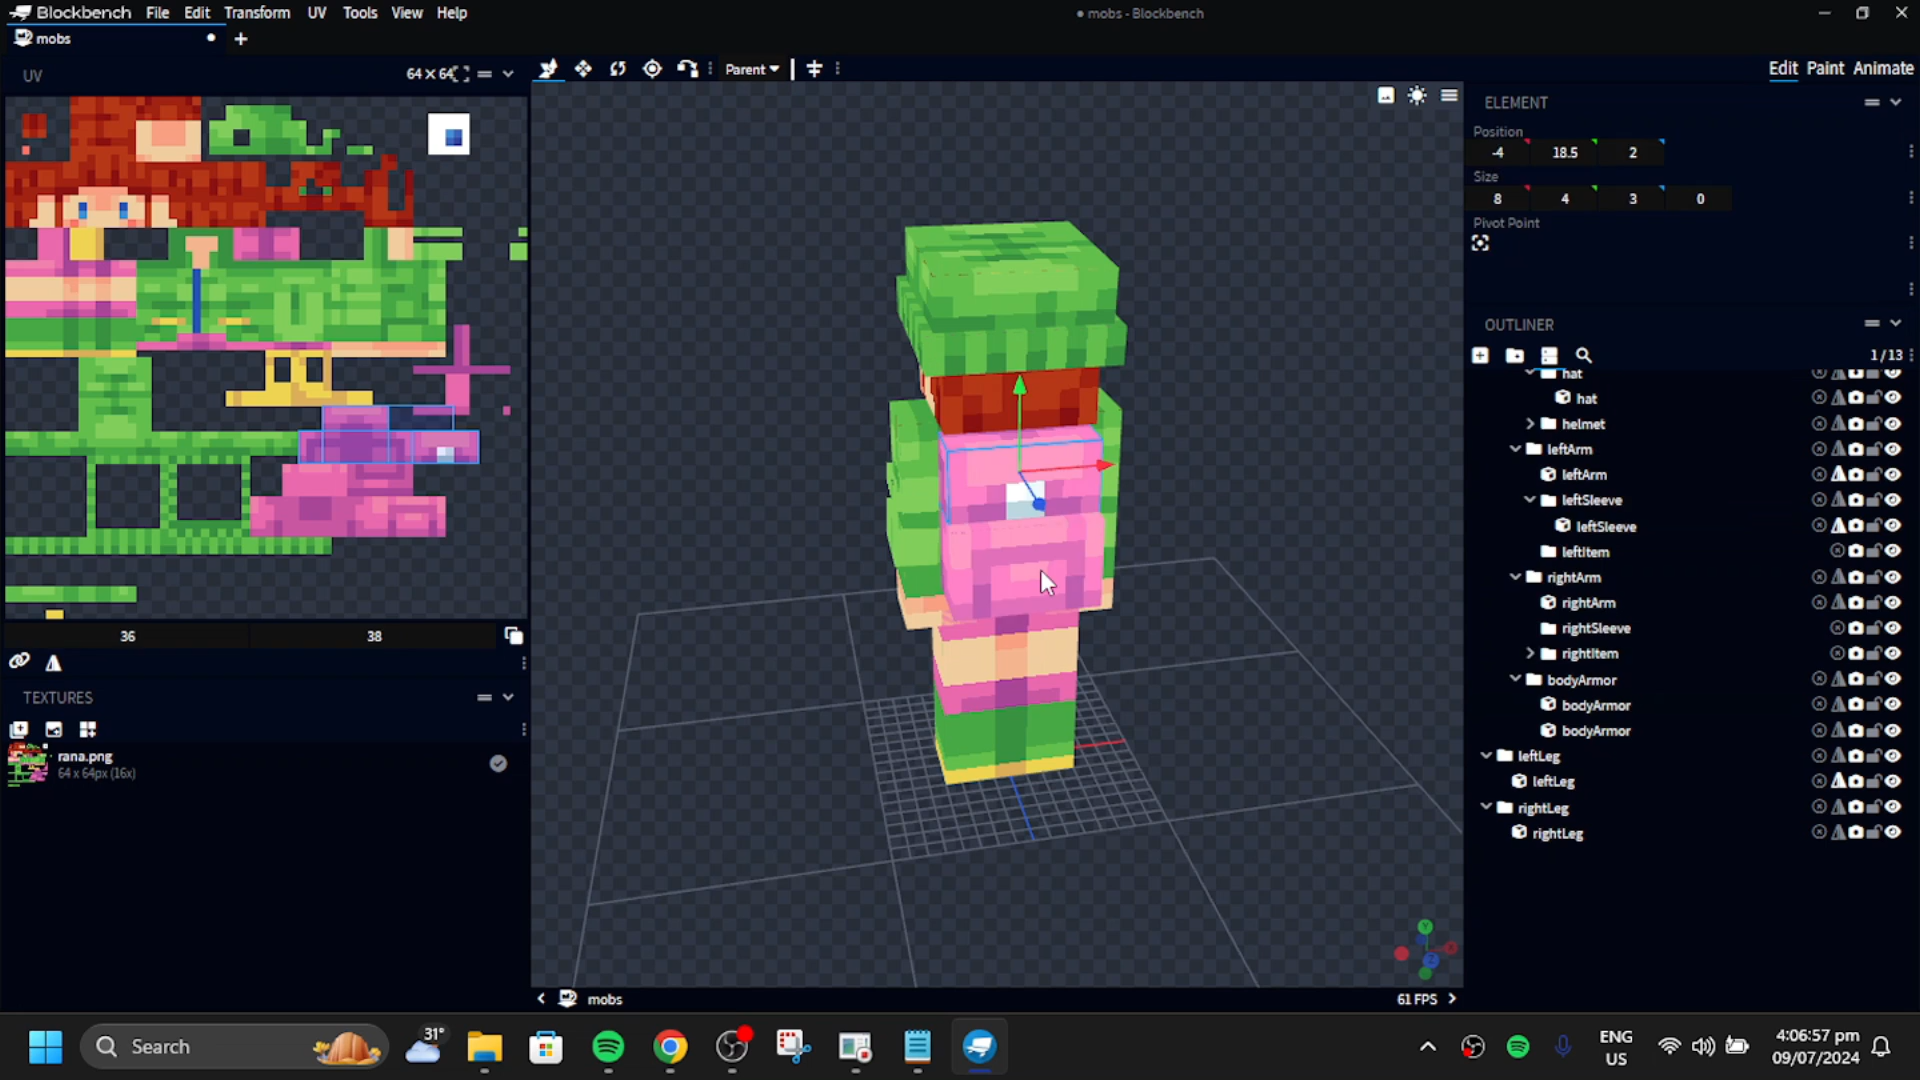 Blockbench File Edit Transform UV Tools View Help
mobs - Blockbench
mobs
UV
64×64
Parent
Edit Paint Animate
ELEMENT
Position
-4 18.5 2
Size
8 4 3 0
Pivot Point
OUTLINER
1/13
hat
hat
helmet
leftArm
leftArm
leftSleeve
leftSleeve
leftItem
rightArm
rightArm
rightSleeve
rightItem
bodyArmor
bodyArmor
bodyArmor
leftLeg
leftLeg
rightLeg
rightLeg
36 38
TEXTURES
rana.png
64 x 64px (16x)
Y
X
Z
mobs
61 FPS
Search
31°
ENG
US
4:06:57 pm
09/07/2024